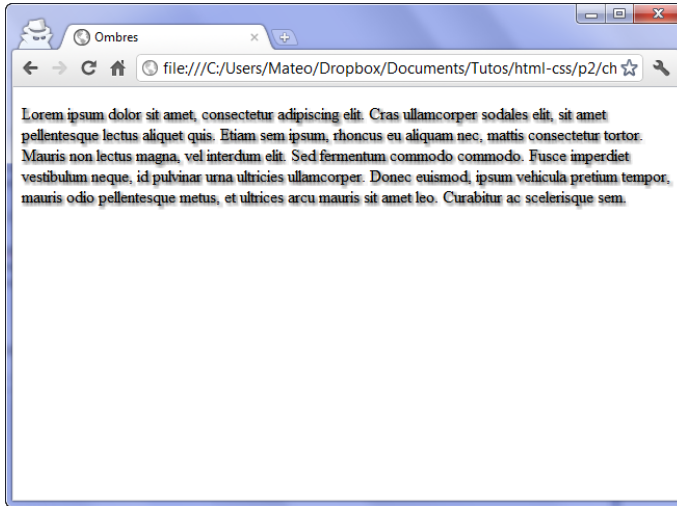 Ombres
file:///C:/Users/Mateo/Dropbox/Documents/Tutos/html-css/p2/ch
Lorem ipsum dolor sit amet, consectetur adipiscing elit. Cras ullamcorper sodales elit, sit amet
pellentesque lectus aliquet quis. Etiam sem ipsum, rhoncus eu aliquam nec, mattis consectetur tortor.
Mauris non lectus magna, vel interdum elit. Sed fermentum commodo commodo. Fusce imperdiet
vestibulum neque, id pulvinar urna ultricies ullamcorper. Donec euismod, ipsum vehicula pretium tempor,
mauris odio pellentesque metus, et ultrices arcu mauris sit amet leo. Curabitur ac scelerisque sem.